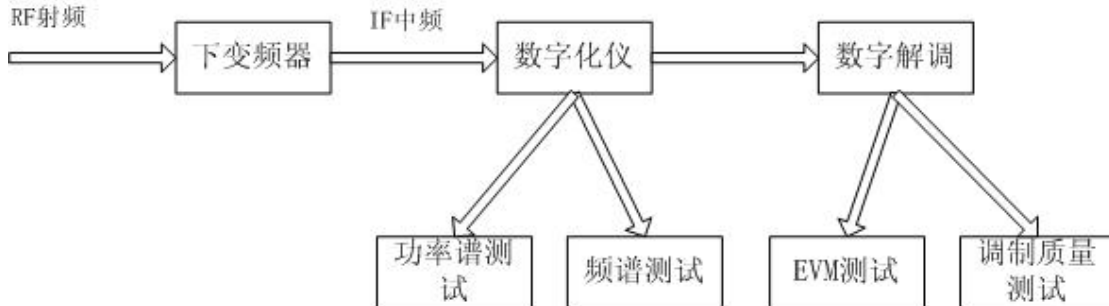 RF射频
IF中频
下变频器
数字化仪
数字解调
功率谱测
试
频谱测试
EVM测试
调制质量
测试